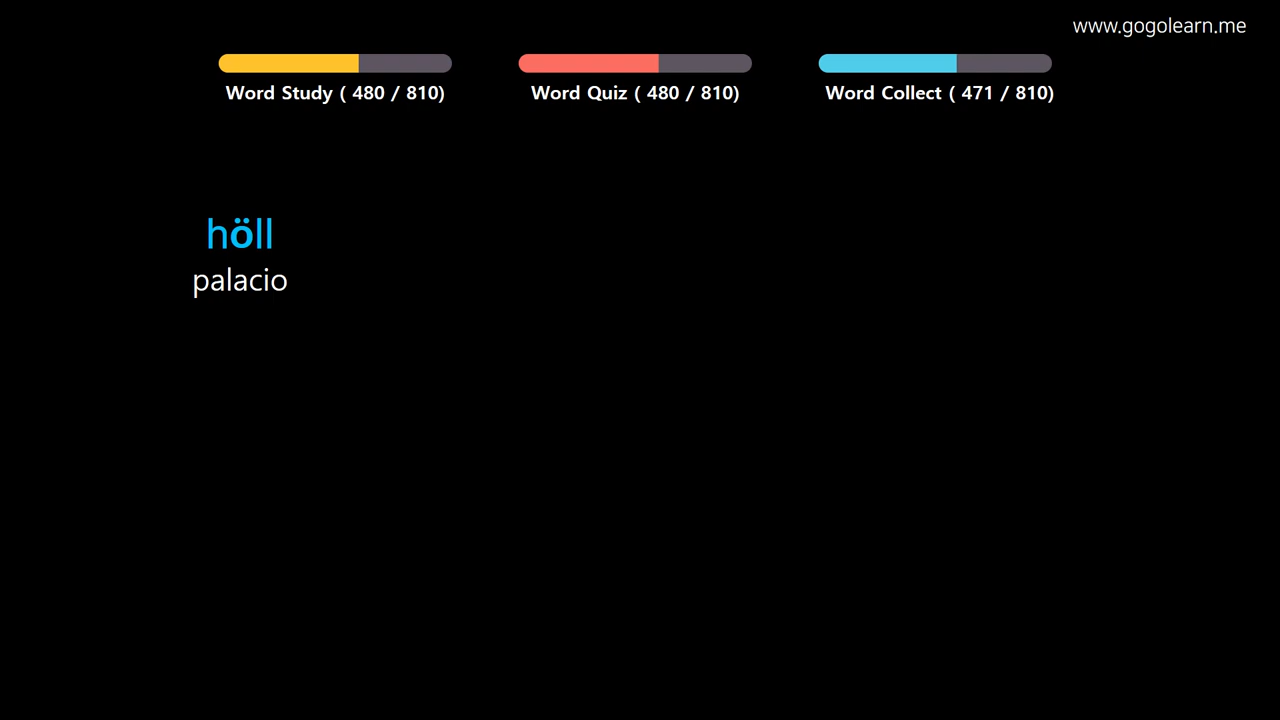 www.gogolearn.me
Word Study ( 480 / 810)
Word Quiz ( 480 / 810)
Word Collect ( 471 / 810)
höll
palacio